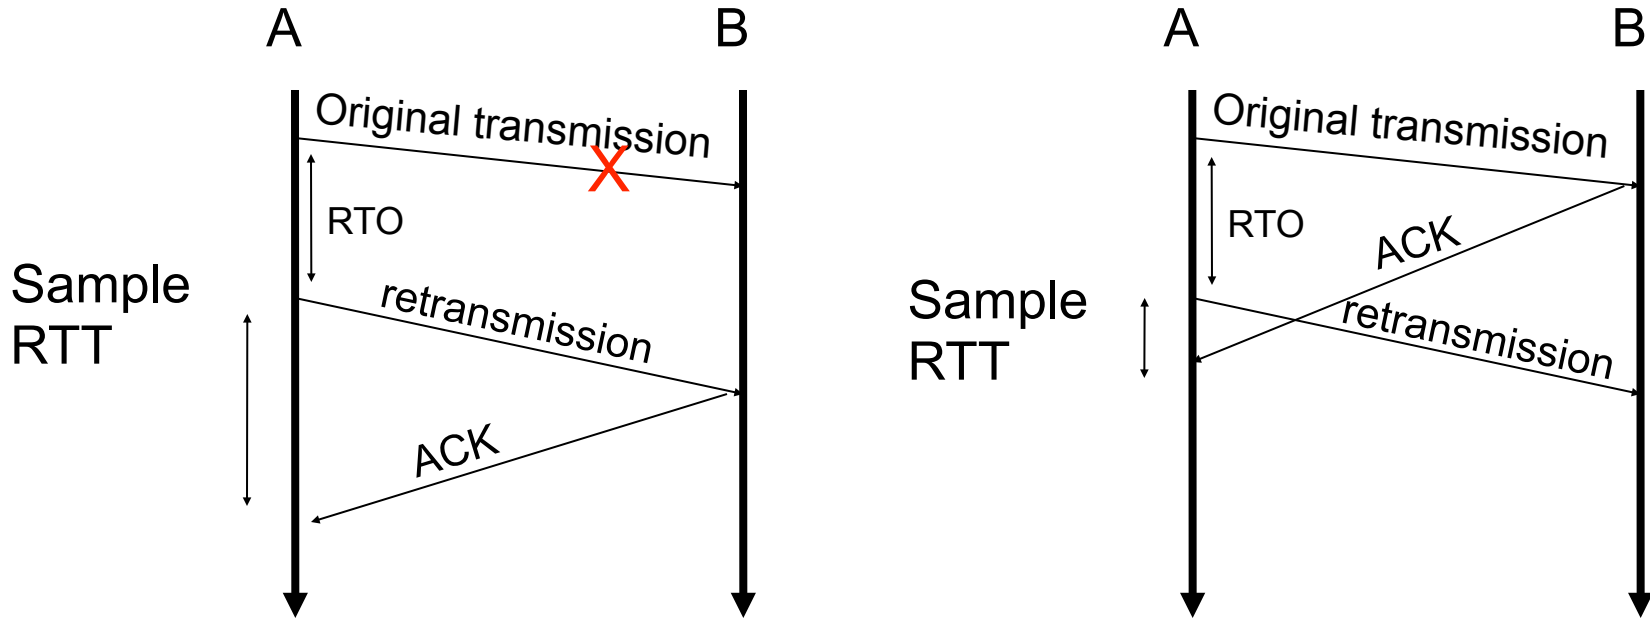 A
B
Original transmission
X
RTO
Sample
RTT
retransmission
ACK
A
B
Original transmission
RTO
ACK
Sample
RTT
retransmission